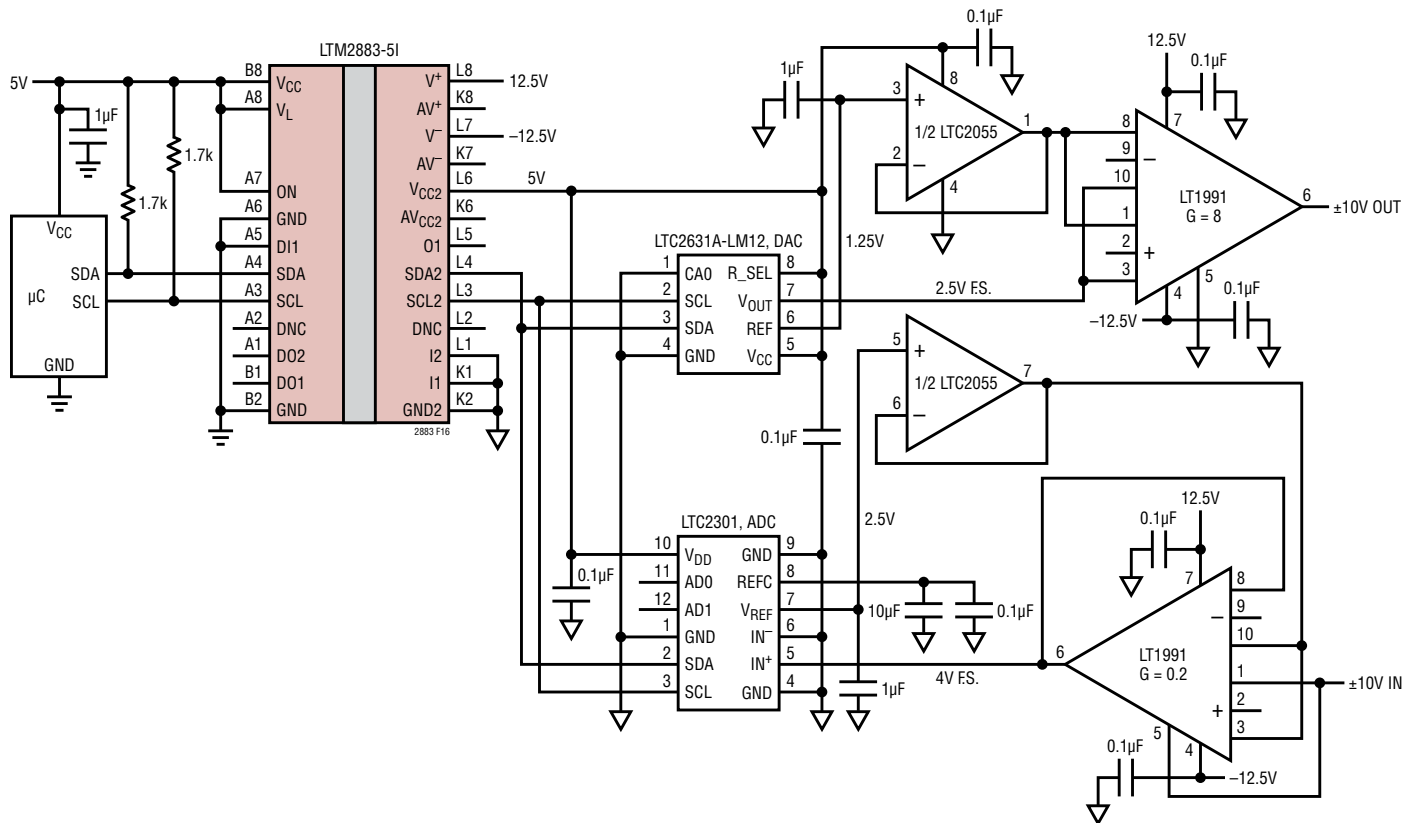 LTM2883-5I
5V
B8 VCC
A8 VL
A7 ON
A6 GND
A5 DI1
A4 SDA
A3 SCL
A2 DNC
A1 DO2
B1 DO1
B2 GND
V+ L8 12.5V
AV+ K8
V− L7 –12.5V
AV− K7
VCC2 L6 5V
AVCC2 K6
O1 L5
SDA2 L4
SCL2 L3
DNC L2
I2 L1
I1 K1
GND2 K2
2883 F16
1µF
1.7k
1.7k
VCC
SDA
µC
SCL
GND
LTC2631A-LM12, DAC
1 CA0 R_SEL 8
2 SCL VOUT 7
3 SDA REF 6
4 GND VCC 5
1.25V
2.5V F.S.
0.1µF
1µF
0.1µF
3 + 8
1/2 LTC2055
1
2 − 4
12.5V
0.1µF
8 7
9 −
10
LT1991
G = 8
6 ±10V OUT
1
2 +
3 5
4
–12.5V
0.1µF
5 +
1/2 LTC2055
7
6 −
LTC2301, ADC
2.5V
10 VDD GND 9
11 AD0 REFC 8
12 AD1 VREF 7
1 GND IN− 6
2 SDA IN+ 5
3 SCL GND 4
0.1µF
10µF
0.1µF
1µF
4V F.S.
12.5V
0.1µF
7 8
− 9
10
LT1991
G = 0.2
6
1 ±10V IN
+ 2
3
5 4
0.1µF
–12.5V